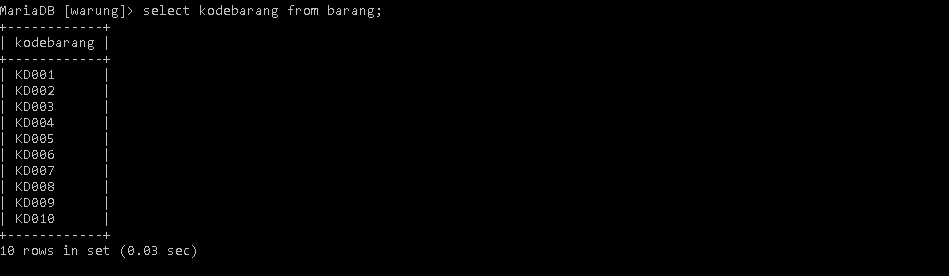 MariaDB [warung]> select kodebarang from barang;
+------------+
| kodebarang |
+------------+
| KD001      |
| KD002      |
| KD003      |
| KD004      |
| KD005      |
| KD006      |
| KD007      |
| KD008      |
| KD009      |
| KD010      |
+------------+
10 rows in set (0.03 sec)